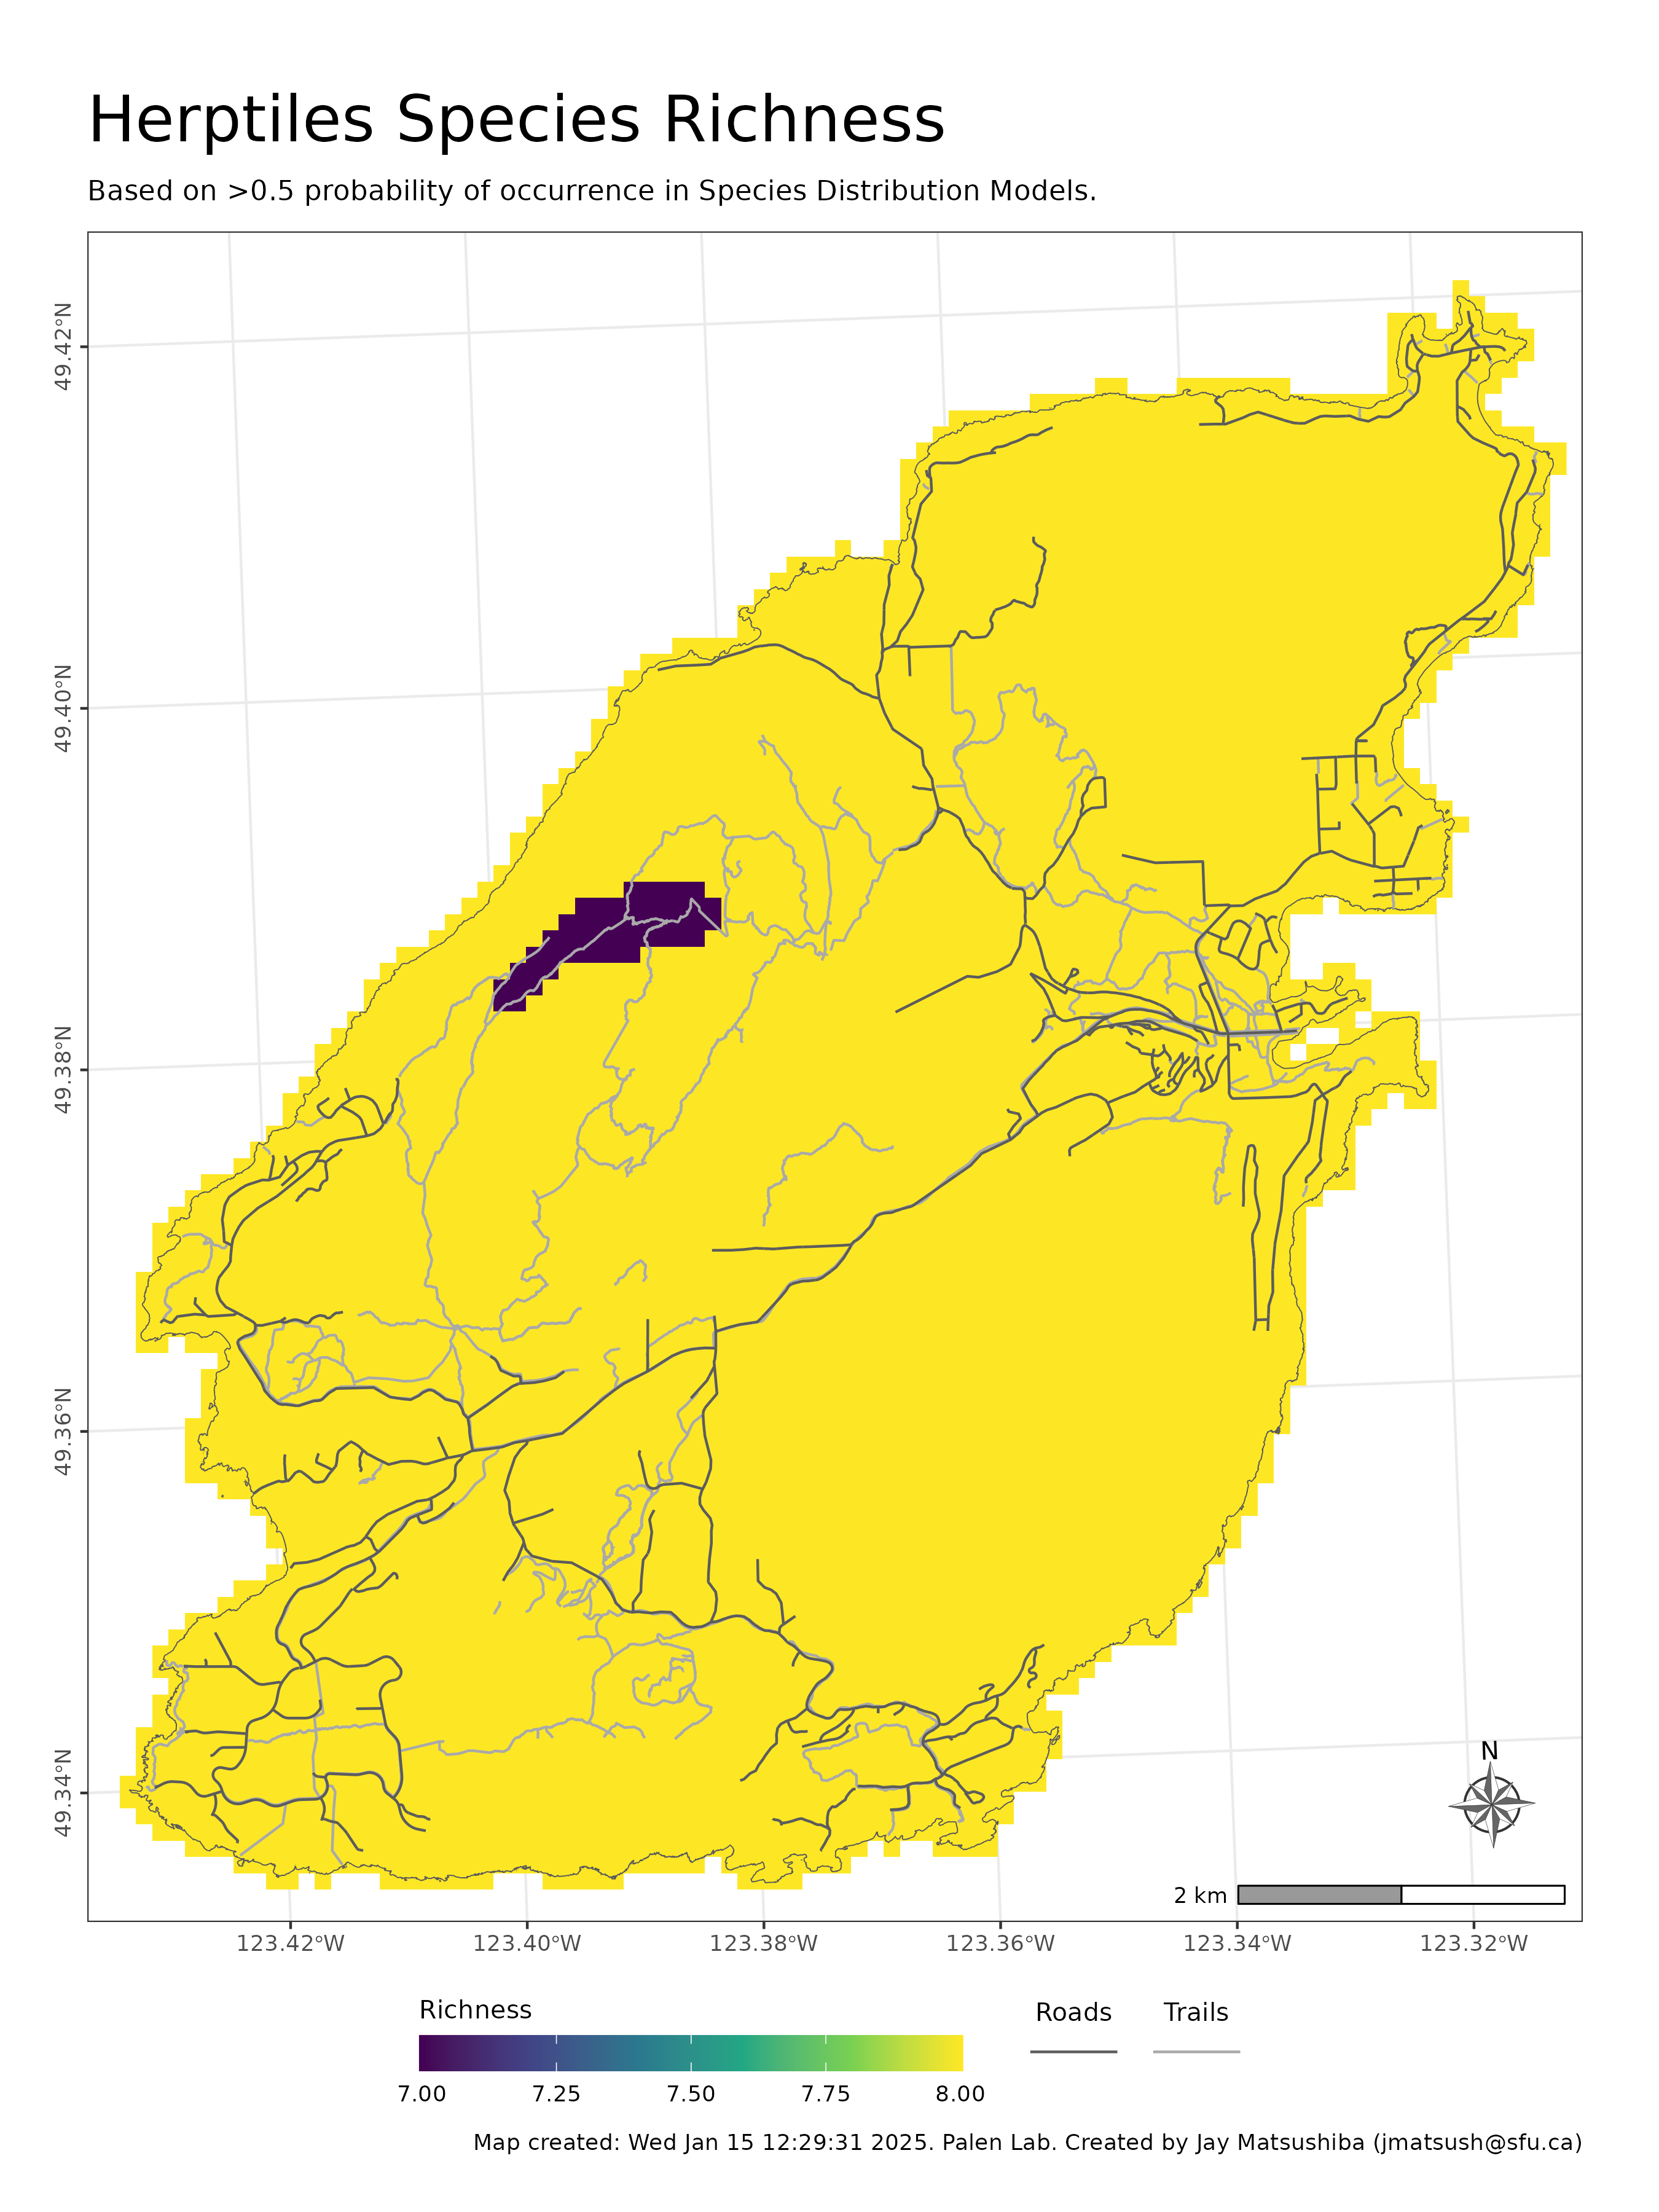 Herptiles Species Richness
Based on >0.5 probability of occurrence in Species Distribution Models.
49.42°N
49.40°N
49.38°N
49.36°N
49.34°N
N
2 km
123.42°W 123.40°W 123.38°W 123.36°W 123.34°W 123.32°W
Richness Roads Trails
7.00 7.25 7.50 7.75 8.00
Map created: Wed Jan 15 12:29:31 2025. Palen Lab. Created by Jay Matsushiba (jmatsush@sfu.ca)